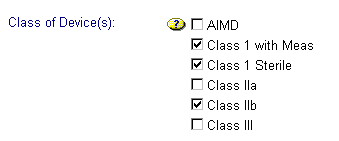 Class of Device(s): ? AIMD
Class 1 with Meas
Class 1 Sterile
Class IIa
Class IIb
Class III